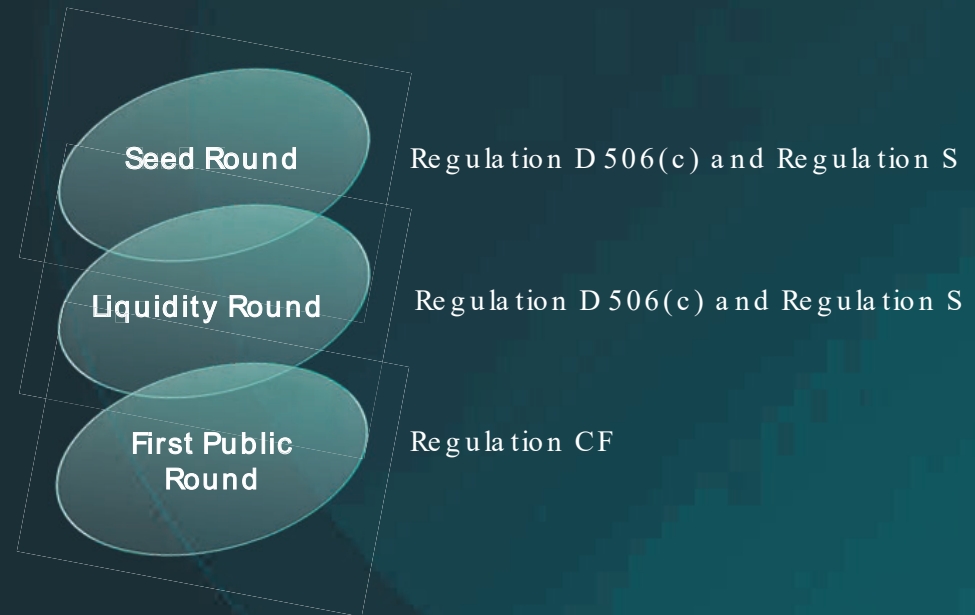 Seed Round
Regulation D 506(c) and Regulation S
Liquidity Round
Regulation D 506(c) and Regulation S
First Public
Round
Regulation CF